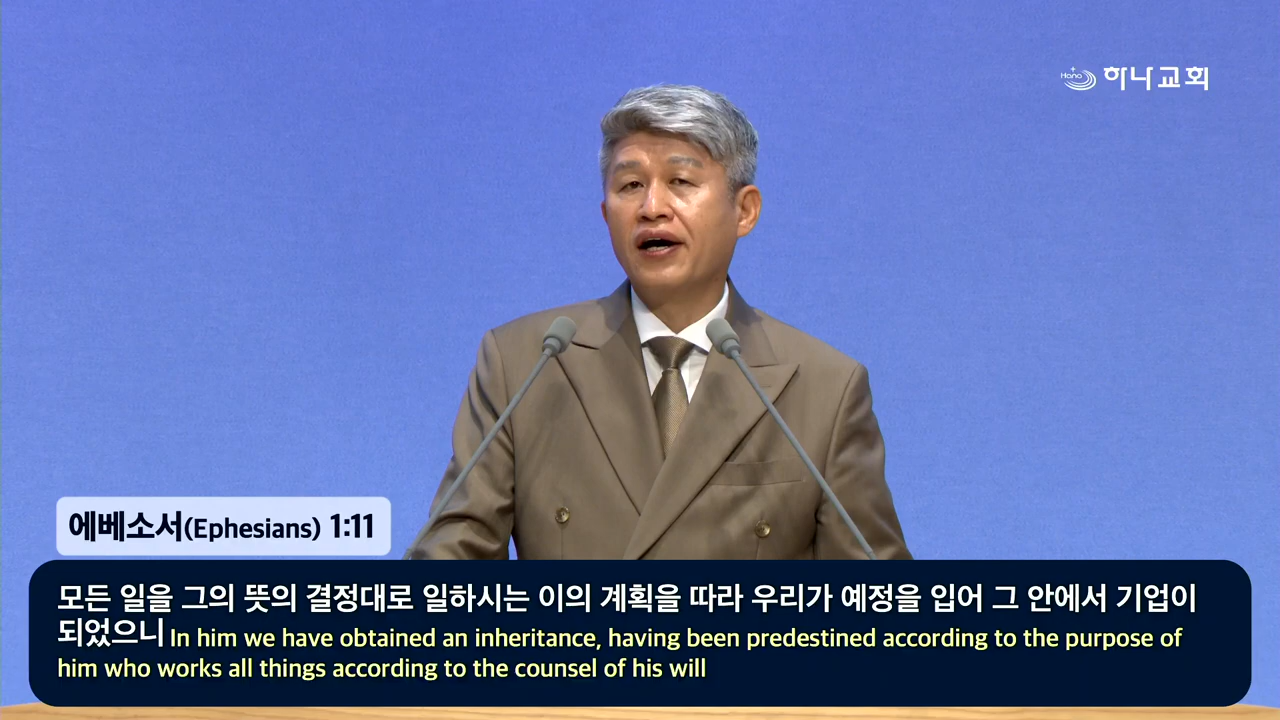 Hana 하나교회
에베소서(Ephesians) 1:11
모든 일을 그의 뜻의 결정대로 일하시는 이의 계획을 따라 우리가 예정을 입어 그 안에서 기업이
되었으니 In him we have obtained an inheritance, having been predestined according to the purpose of
him who works all things according to the counsel of his will